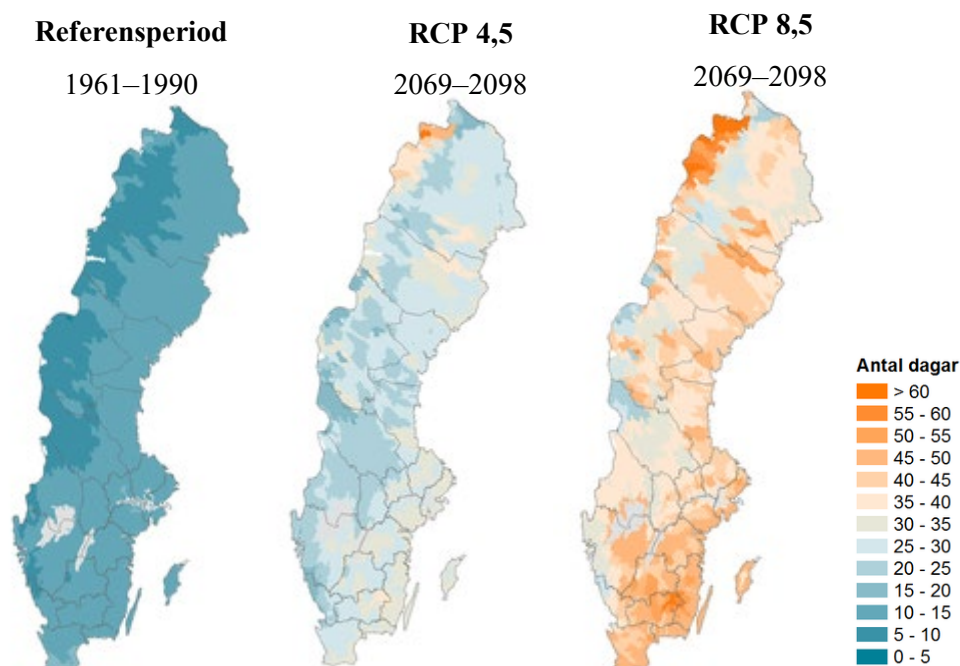 Referensperiod
1961–1990
RCP 4,5
2069–2098
RCP 8,5
2069–2098
Antal dagar
> 60
55 - 60
50 - 55
45 - 50
40 - 45
35 - 40
30 - 35
25 - 30
20 - 25
15 - 20
10 - 15
5 - 10
0 - 5